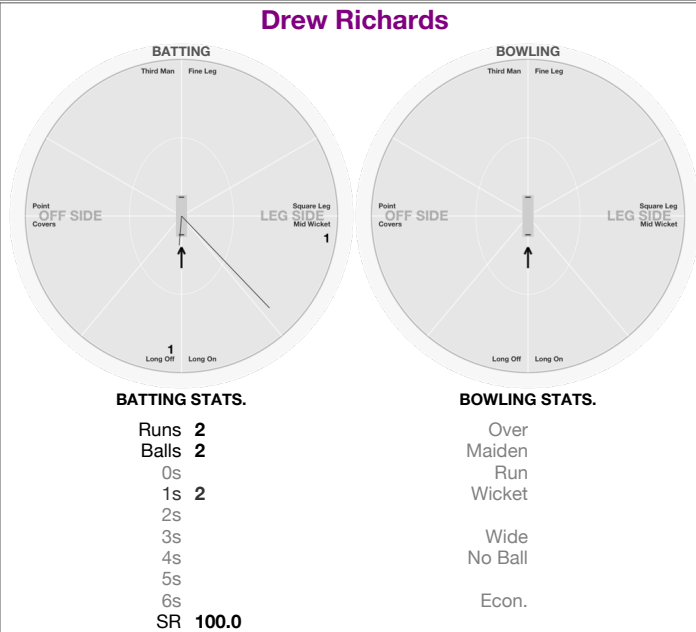 Drew Richards
BATTING
Third Man Fine Leg
Point
OFF SIDE
Covers
Square Leg
LEG SIDE
Mid Wicket
1
1
Long Off Long On
BATTING STATS.
Runs 2
Balls 2
0s
1s 2
2s
3s
4s
5s
6s
SR 100.0
BOWLING
Third Man Fine Leg
Point
OFF SIDE
Covers
Square Leg
LEG SIDE
Mid Wicket
Long Off Long On
BOWLING STATS.
Over
Maiden
Run
Wicket
Wide
No Ball
Econ.